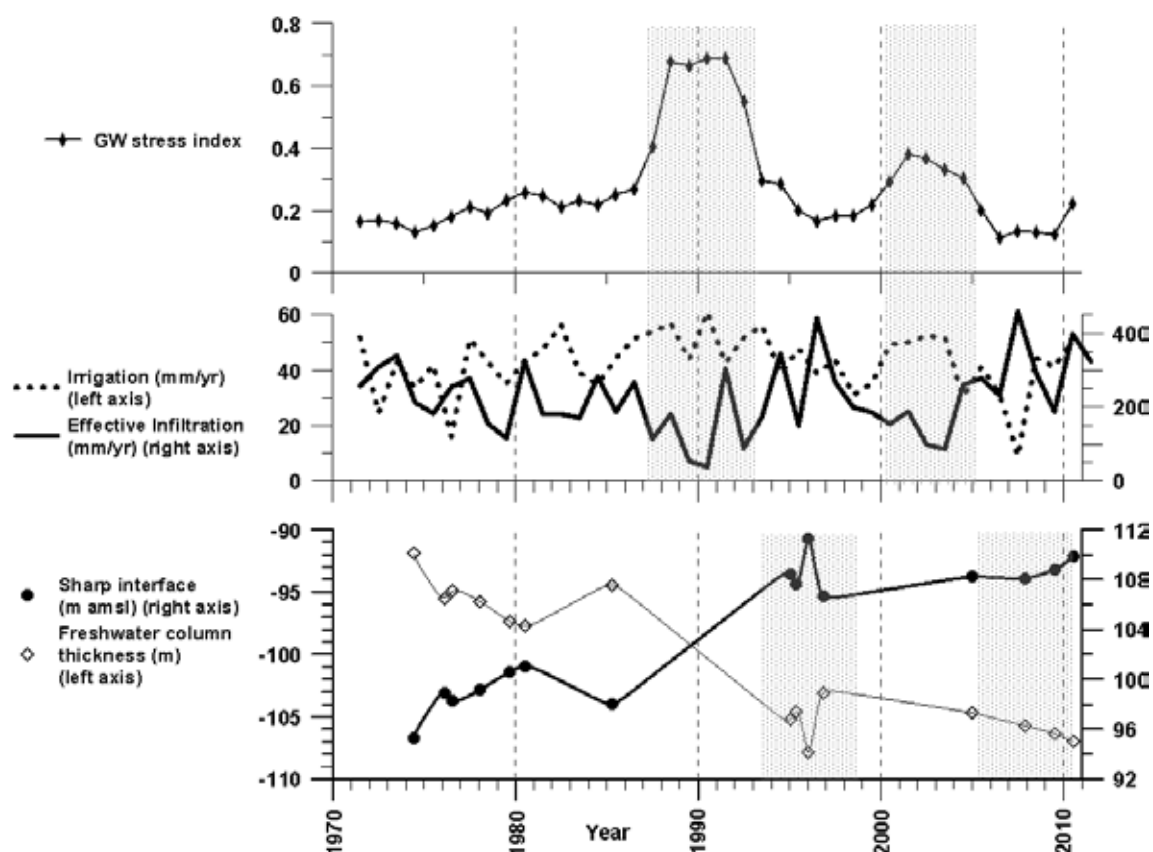 0.8
0.6
0.4
0.2
0
GW stress index
60
40
20
0
400
200
0
Irrigation (mm/yr)
(left axis)
Effective Infiltration
(mm/yr) (right axis)
-90
-95
-100
-105
-110
112
108
104
100
96
92
Sharp interface
(m amsl) (right axis)
Freshwater column
thickness (m)
(left axis)
1970
1980
1990
2000
2010
Year